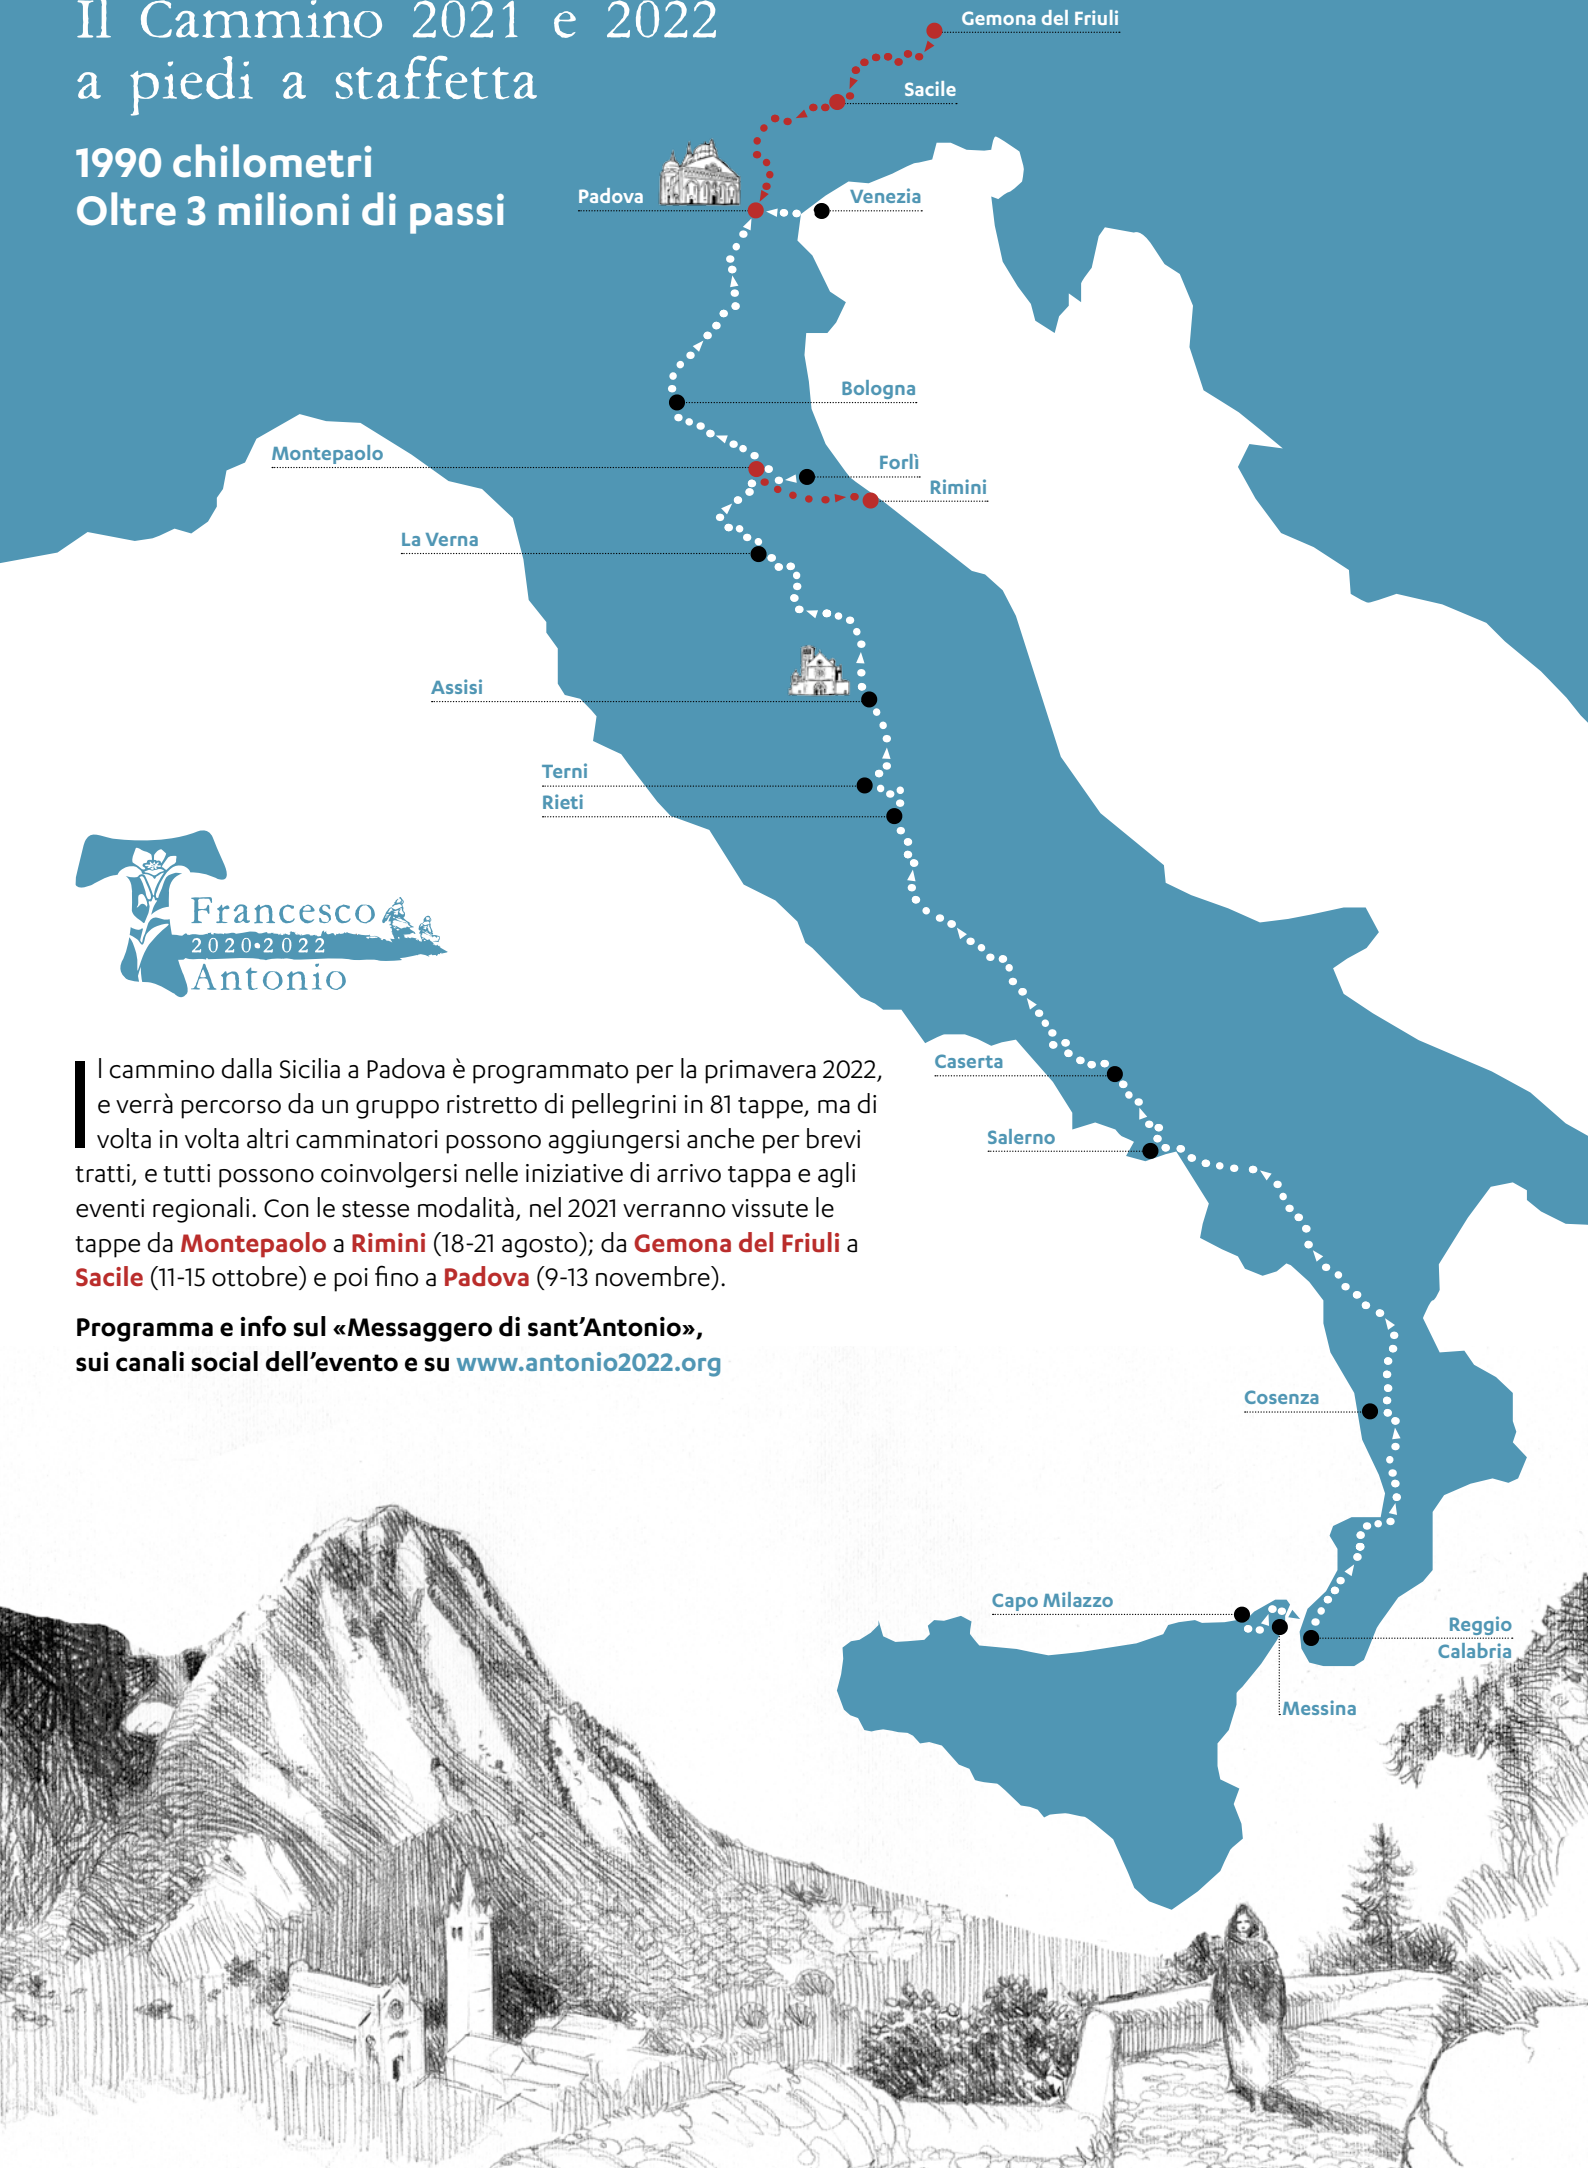 Il Cammino 2021 e 2022
a piedi a staffetta
1990 chilometri
Oltre 3 milioni di passi
Gemona del Friuli
Sacile
Padova
Venezia
Bologna
Montepaolo
Forlì
Rimini
La Verna
Assisi
Terni
Rieti
Francesco
2020•2022
Antonio
Il cammino dalla Sicilia a Padova è programmato per la primavera 2022,
e verrà percorso da un gruppo ristretto di pellegrini in 81 tappe, ma di
volta in volta altri camminatori possono aggiungersi anche per brevi
tratti, e tutti possono coinvolgersi nelle iniziative di arrivo tappa e agli
eventi regionali. Con le stesse modalità, nel 2021 verranno vissute le
tappe da Montepaolo a Rimini (18-21 agosto); da Gemona del Friuli a
Sacile (11-15 ottobre) e poi fino a Padova (9-13 novembre).
Programma e info sul «Messaggero di sant’Antonio»,
sui canali social dell’evento e su www.antonio2022.org
Caserta
Salerno
Cosenza
Capo Milazzo
Reggio
Calabria
Messina